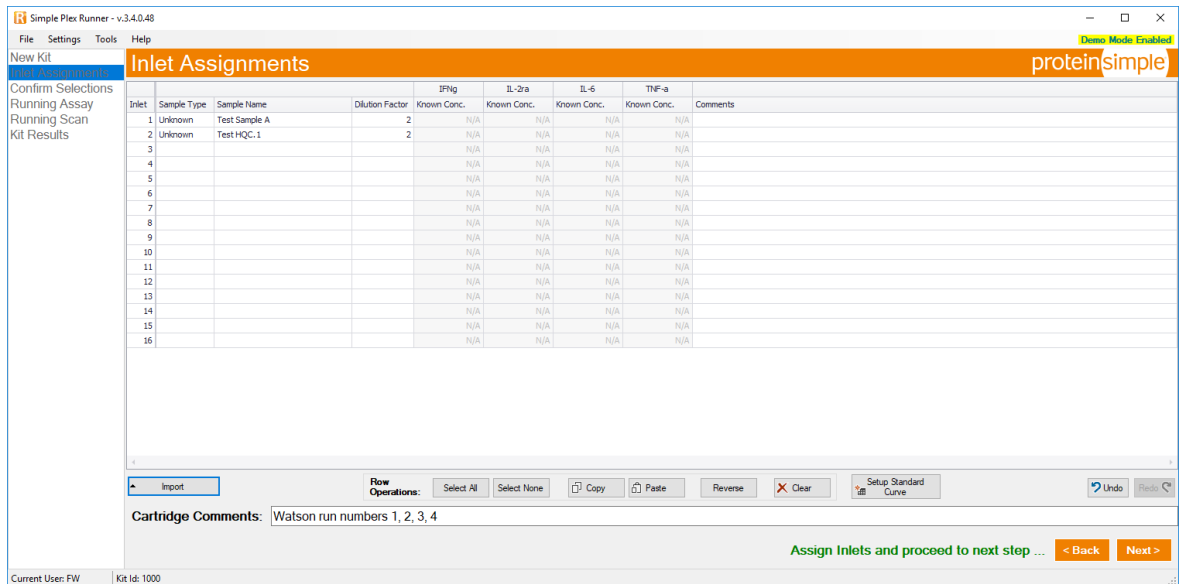 Simple Plex Runner - v.3.4.0.48
File Settings Tools Help
Demo Mode Enabled
New Kit
Inlet Assignments
Confirm Selections
Running Assay
Running Scan
Kit Results
Inlet Assignments
proteinsimple
IFNg IL-2ra IL-6 TNF-a
Inlet Sample Type Sample Name Dilution Factor Known Conc. Known Conc. Known Conc. Known Conc. Comments
1 Unknown Test Sample A 2 N/A N/A N/A N/A
2 Unknown Test HQC.1 2 N/A N/A N/A N/A
3 N/A N/A N/A N/A
4 N/A N/A N/A N/A
5 N/A N/A N/A N/A
6 N/A N/A N/A N/A
7 N/A N/A N/A N/A
8 N/A N/A N/A N/A
9 N/A N/A N/A N/A
10 N/A N/A N/A N/A
11 N/A N/A N/A N/A
12 N/A N/A N/A N/A
13 N/A N/A N/A N/A
14 N/A N/A N/A N/A
15 N/A N/A N/A N/A
16 N/A N/A N/A N/A
Import
Row
Operations:
Select All Select None Copy Paste Reverse Clear
Setup Standard
Curve
Undo Redo
Cartridge Comments: Watson run numbers 1, 2, 3, 4
Assign Inlets and proceed to next step ... < Back Next >
Current User: FW Kit Id: 1000